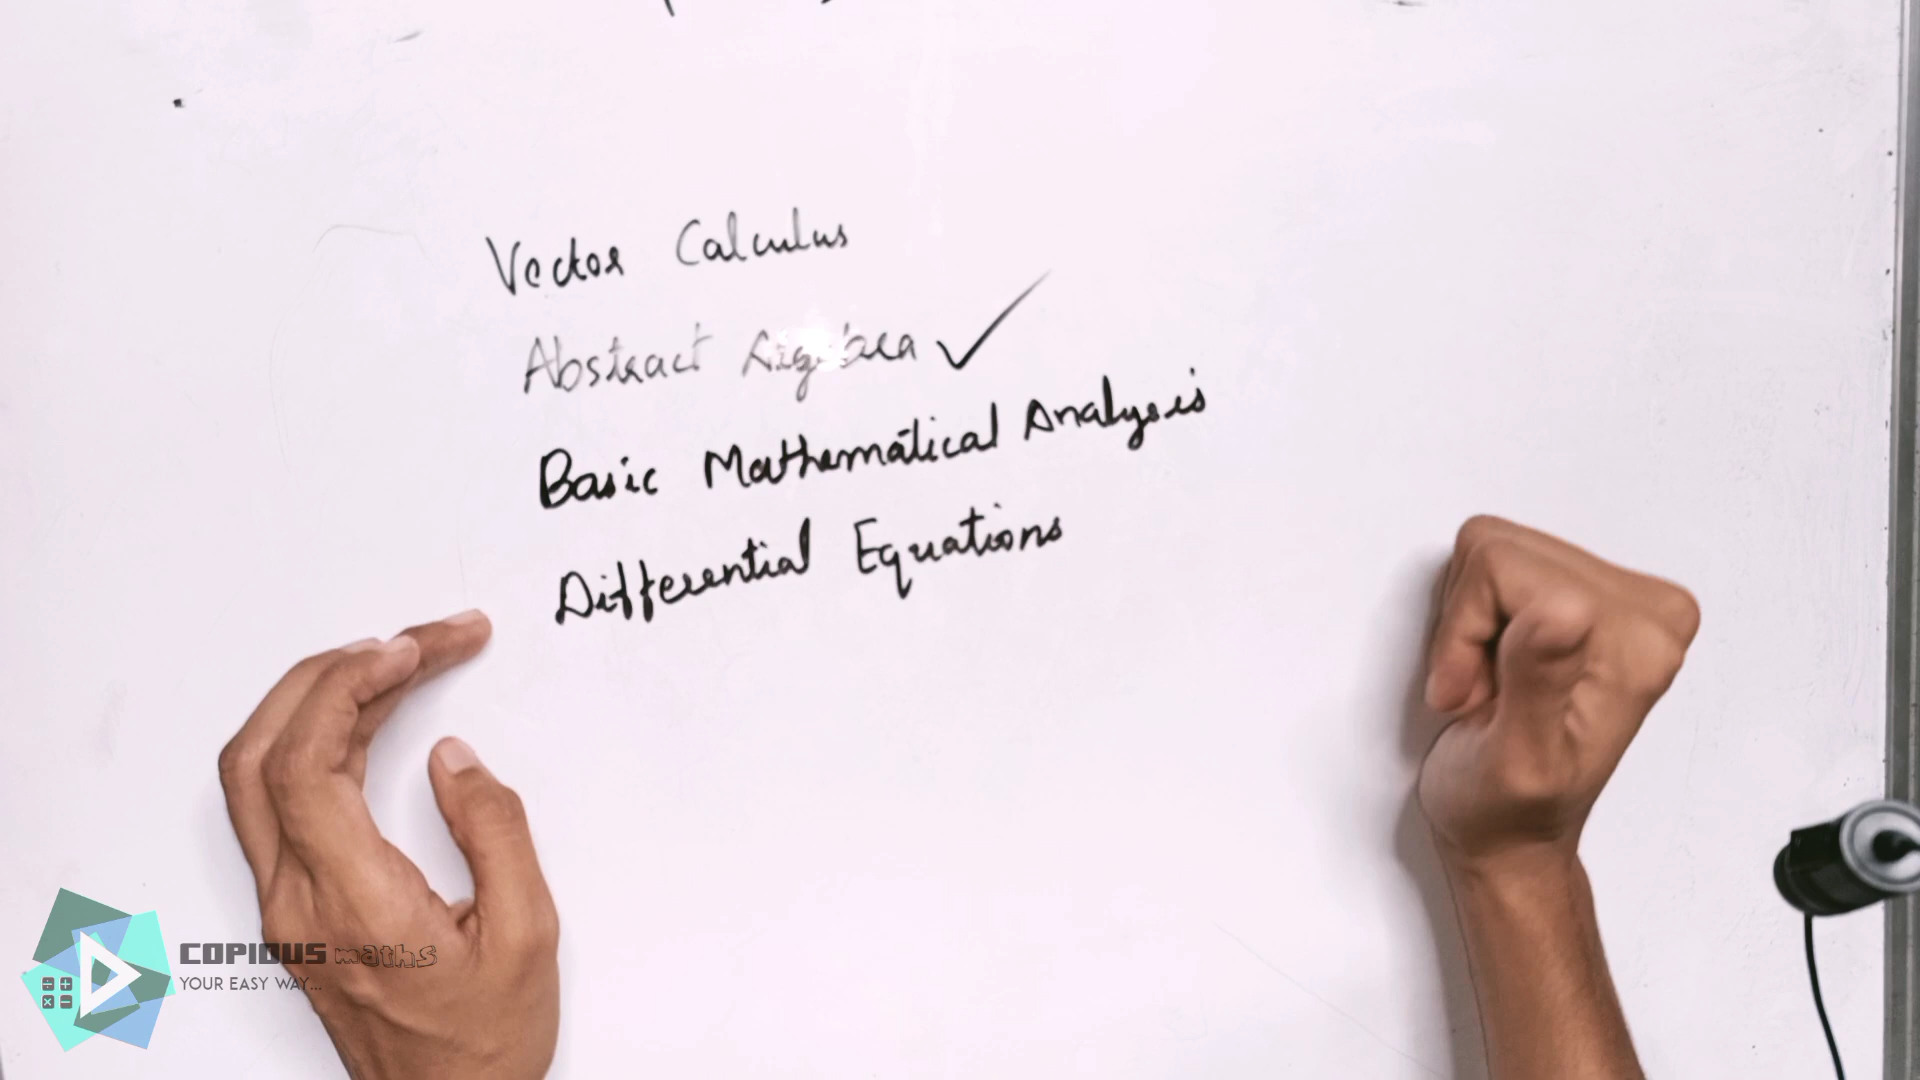 Vector Calculus
Abstract Algebra ✓
Basic Mathematical Analysis
Differential Equations
COPIOUS maths
YOUR EASY WAY...